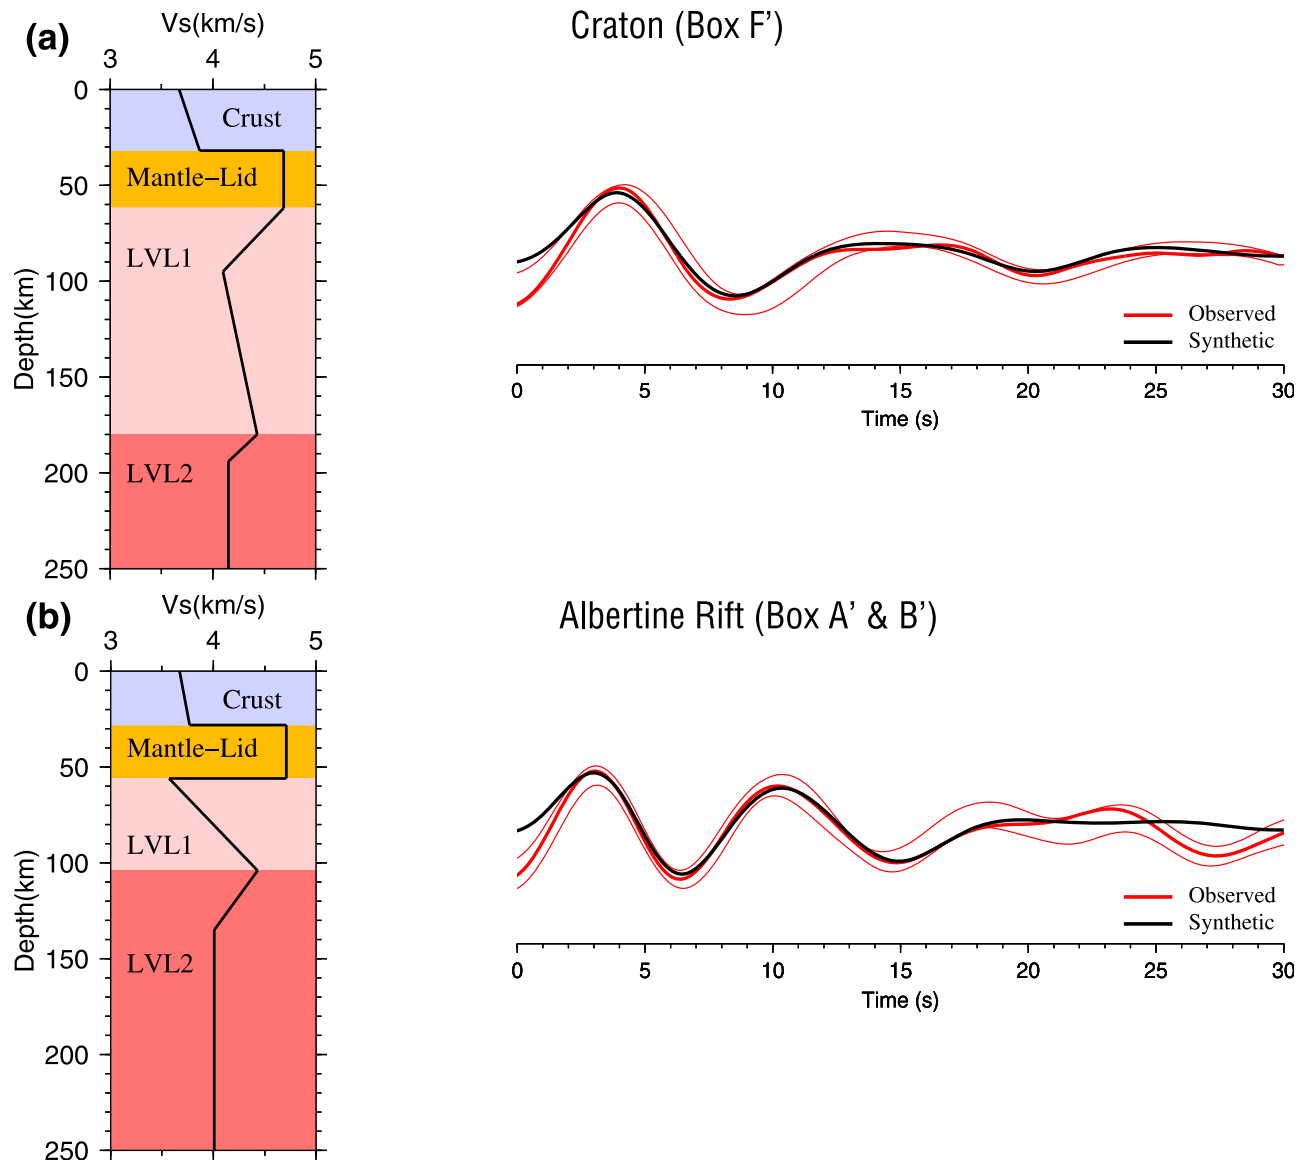 (a)
Vs(km/s)
Craton (Box F’)
3 4 5
0
50
100
150
200
250
Depth(km)
Crust
Mantle−Lid
LVL1
LVL2
Observed
Synthetic
0 5 10 15 20 25 30
Time (s)
(b)
Vs(km/s)
Albertine Rift (Box A’ & B’)
3 4 5
0
50
100
150
200
250
Depth(km)
Crust
Mantle−Lid
LVL1
LVL2
Observed
Synthetic
0 5 10 15 20 25 30
Time (s)